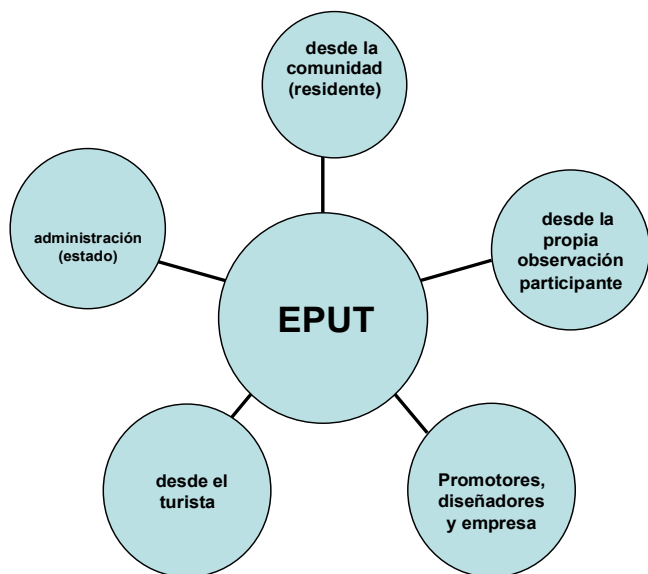 desde la
comunidad
(residente)
desde la
propia
observación
participante
administración
(estado)
EPUT
desde el
turista
Promotores,
diseñadores
y empresa